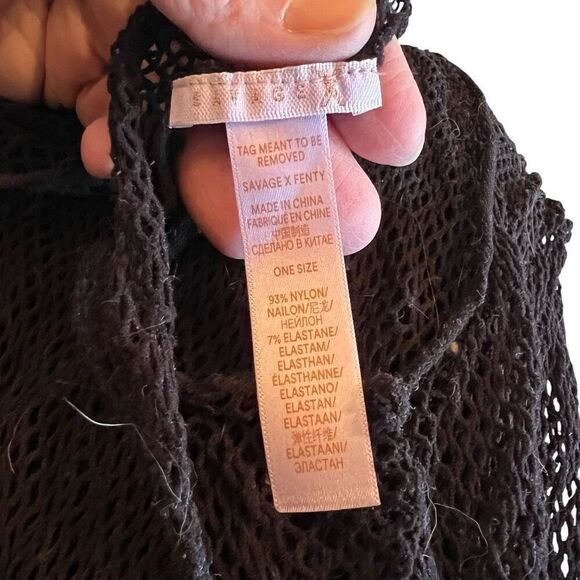 SAVAGE X
TAG MEANT TO BE
REMOVED
SAVAGE X FENTY
MADE IN CHINA
FABRIQUÉ EN CHINE
中国制造
СДЕЛАНО В КИТАЕ
ONE SIZE
93% NYLON/
NAILON/尼龙/
НЕЙЛОН
7% ELASTANE/
ELASTAM/
ELASTHAN/
ÉLASTHANNE/
ELASTANO/
ELASTAN/
ELASTAAN/
弹性纤维/
ELASTAANI/
ЭЛАСТАН